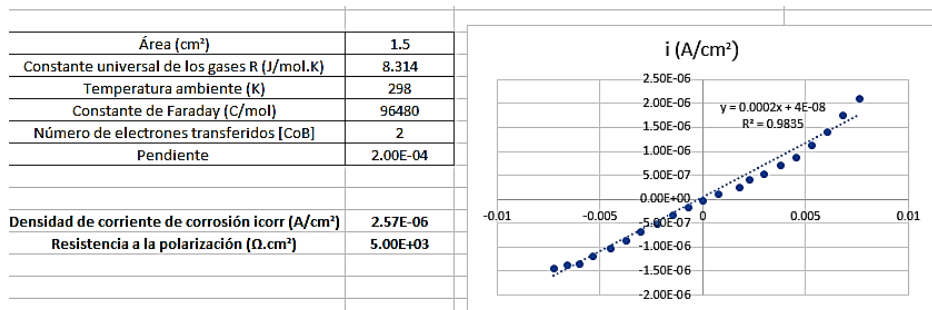 Área (cm²) 1.5
Constante universal de los gases R (J/mol.K) 8.314
Temperatura ambiente (K) 298
Constante de Faraday (C/mol) 96480
Número de electrones transferidos [CoB] 2
Pendiente 2.00E-04
Densidad de corriente de corrosión icorr (A/cm²) 2.57E-06
Resistencia a la polarización (Ω.cm²) 5.00E+03
i (A/cm²)
2.50E-06
2.00E-06
1.50E-06
1.00E-06
5.00E-07
0.00E+00
-5.00E-07
-1.00E-06
-1.50E-06
-2.00E-06
y = 0.0002x + 4E-08
R² = 0.9835
-0.01 -0.005 0 0.005 0.01